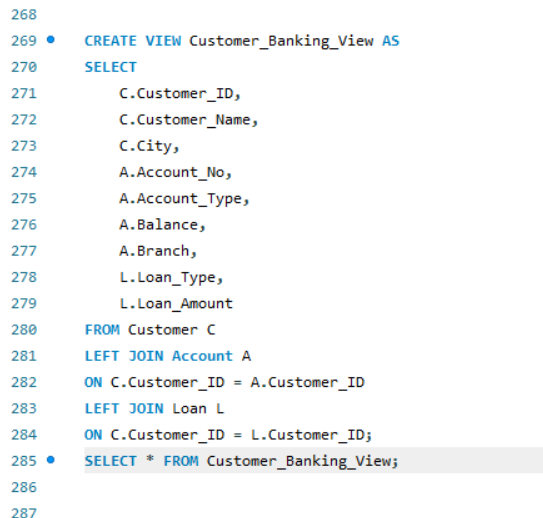 268
269 CREATE VIEW Customer_Banking_View AS
270 SELECT
271 C.Customer_ID,
272 C.Customer_Name,
273 C.City,
274 A.Account_No,
275 A.Account_Type,
276 A.Balance,
277 A.Branch,
278 L.Loan_Type,
279 L.Loan_Amount
280 FROM Customer C
281 LEFT JOIN Account A
282 ON C.Customer_ID = A.Customer_ID
283 LEFT JOIN Loan L
284 ON C.Customer_ID = L.Customer_ID;
285 SELECT * FROM Customer_Banking_View;
286
287